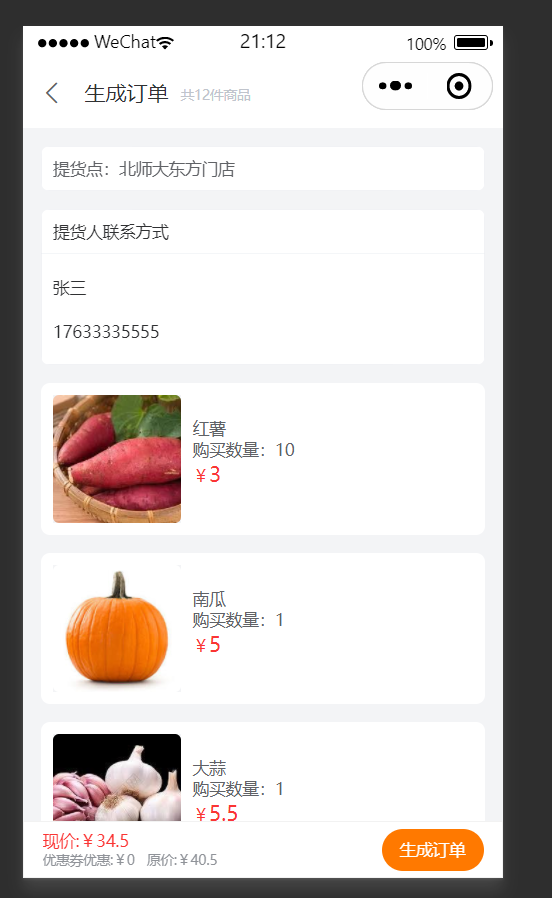 WeChat 21:12 100%
生成订单 共12件商品
提货点：北师大东方门店
提货人联系方式
张三
17633335555
红薯
购买数量：10
￥3
南瓜
购买数量：1
￥5
大蒜
购买数量：1
￥5.5
现价:￥34.5
优惠券优惠:￥0 原价:￥40.5
生成订单